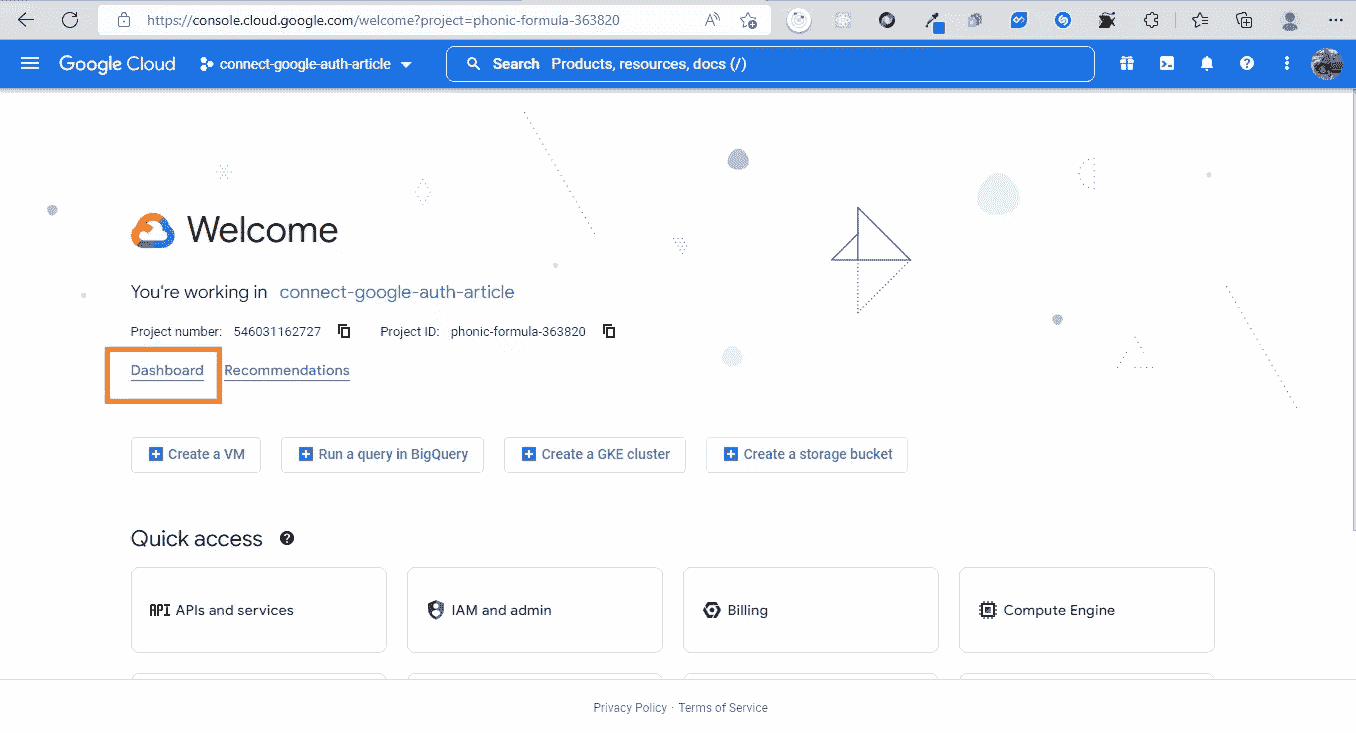 https://console.cloud.google.com/welcome?project=phonic-formula-363820
Google Cloud connect-google-auth-article Search Products, resources, docs (/)
Welcome
You're working in connect-google-auth-article
Project number: 546031162727 Project ID: phonic-formula-363820
Dashboard Recommendations
Create a VM Run a query in BigQuery Create a GKE cluster Create a storage bucket
Quick access
API APIs and services IAM and admin Billing Compute Engine
Privacy Policy · Terms of Service